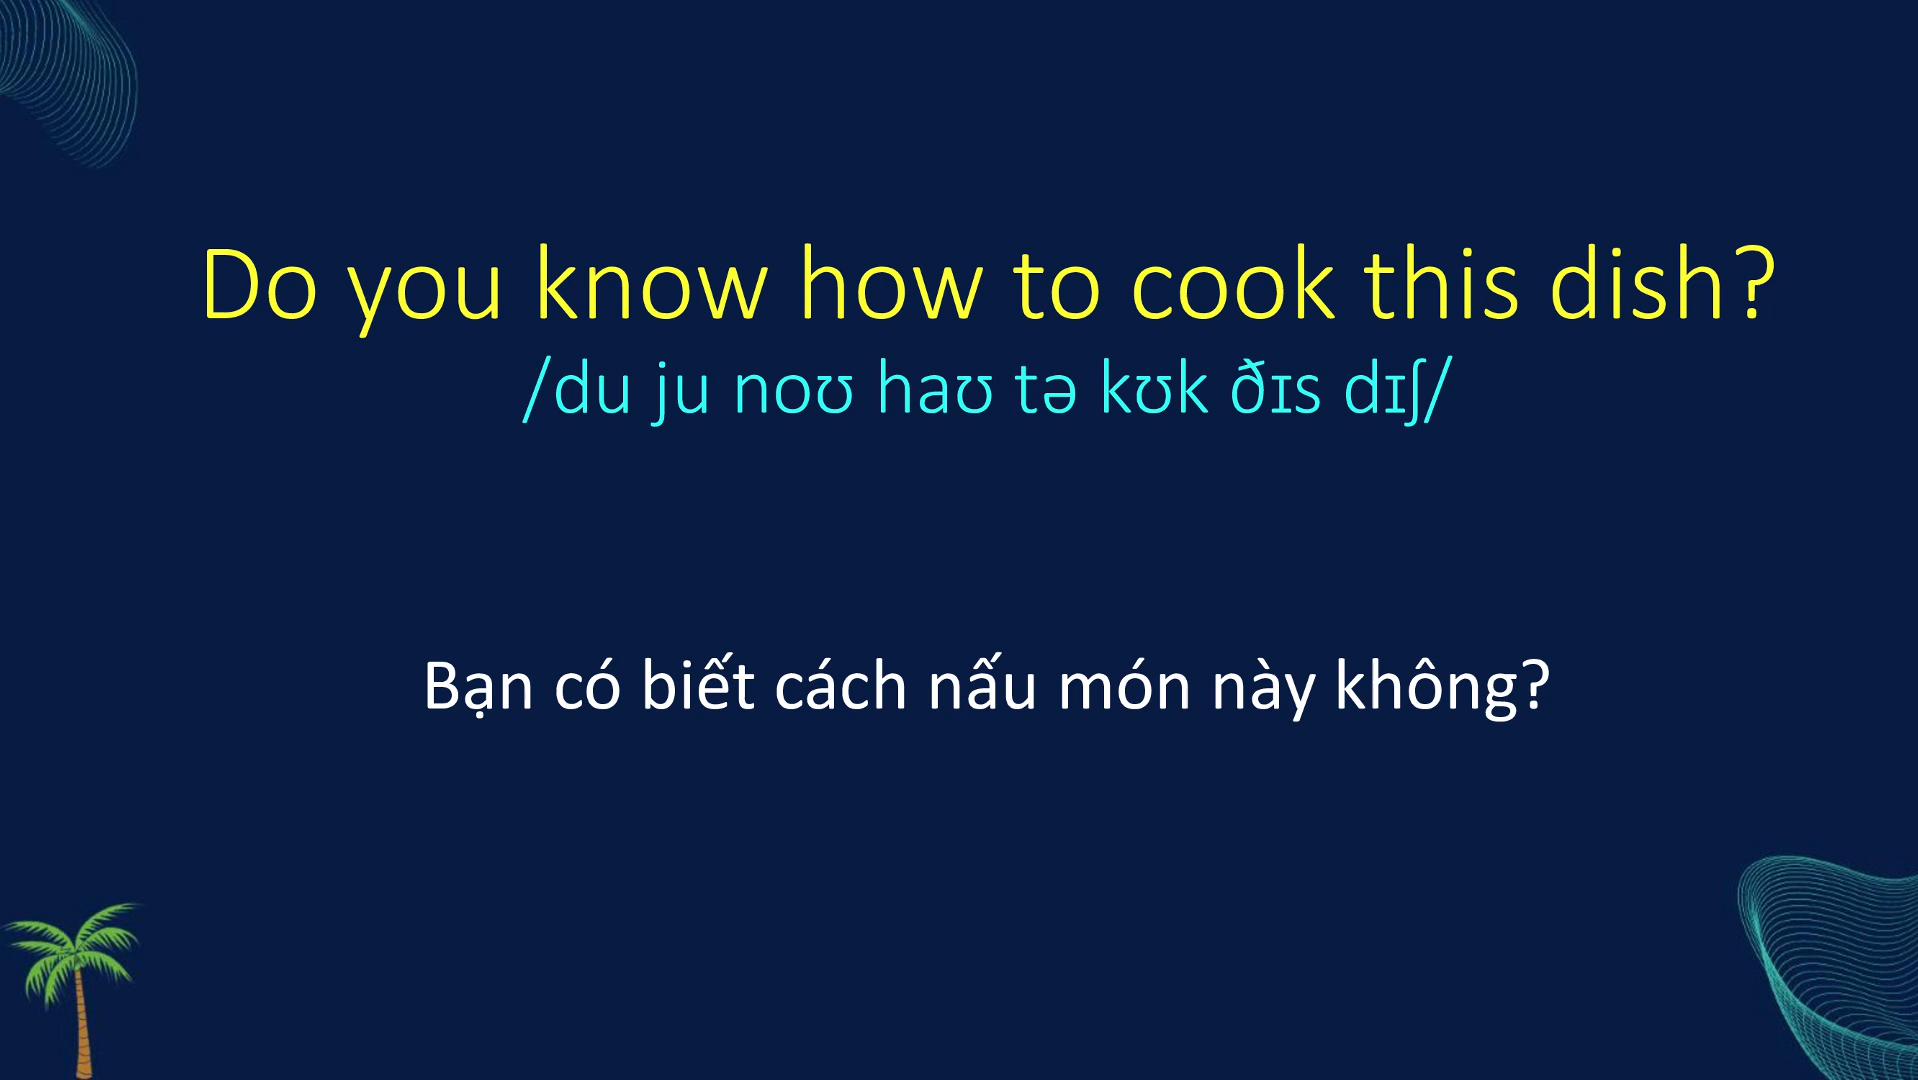 Do you know how to cook this dish?
/du ju noʊ haʊ tə kʊk ðɪs dɪʃ/
Bạn có biết cách nấu món này không?